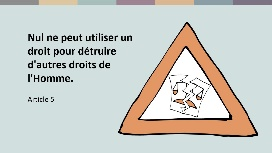 Nul ne peut utiliser un
droit pour détruire
d'autres droits de
l'Homme.
Article 5